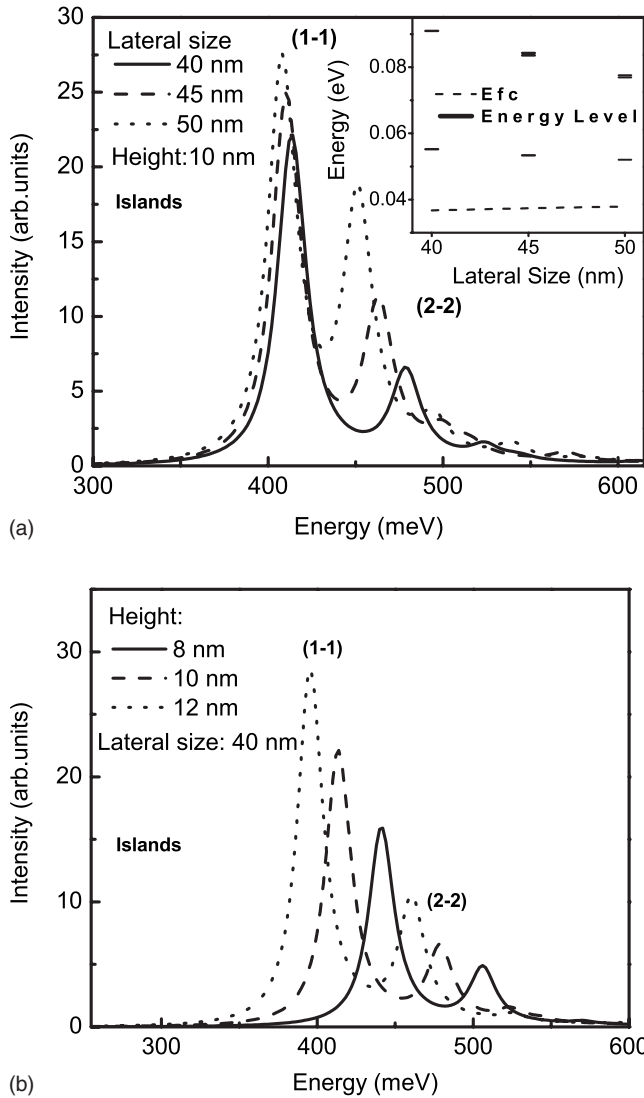 30
25
20
15
10
5
0
Intensity (arb.units)
Lateral size
40 nm
45 nm
50 nm
Height:10 nm
Islands
(1-1)
(2-2)
Energy (eV)
0.08
0.06
0.04
Efc
Energy Level
40
45
50
Lateral Size (nm)
300
400
500
600
Energy (meV)
(a)
30
20
10
0
Intensity (arb.units)
Height:
8 nm
10 nm
12 nm
Lateral size: 40 nm
Islands
(1-1)
(2-2)
300
400
500
600
Energy (meV)
(b)